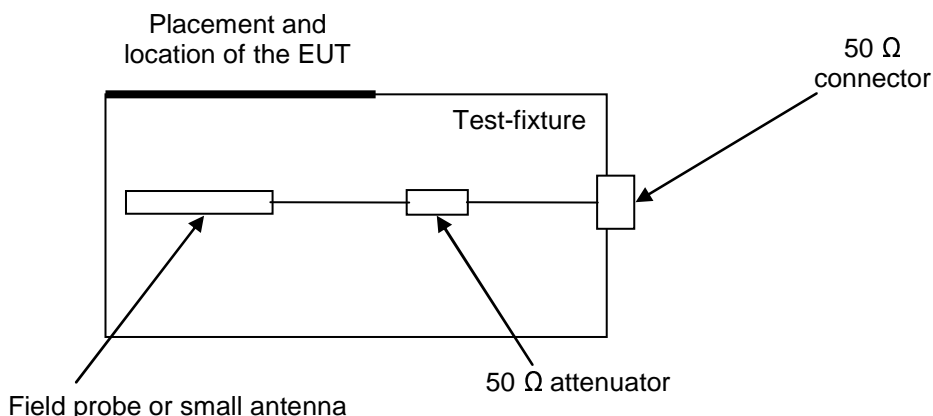 Placement and
location of the EUT
50 Ω
connector
Test-fixture
50 Ω attenuator
Field probe or small antenna